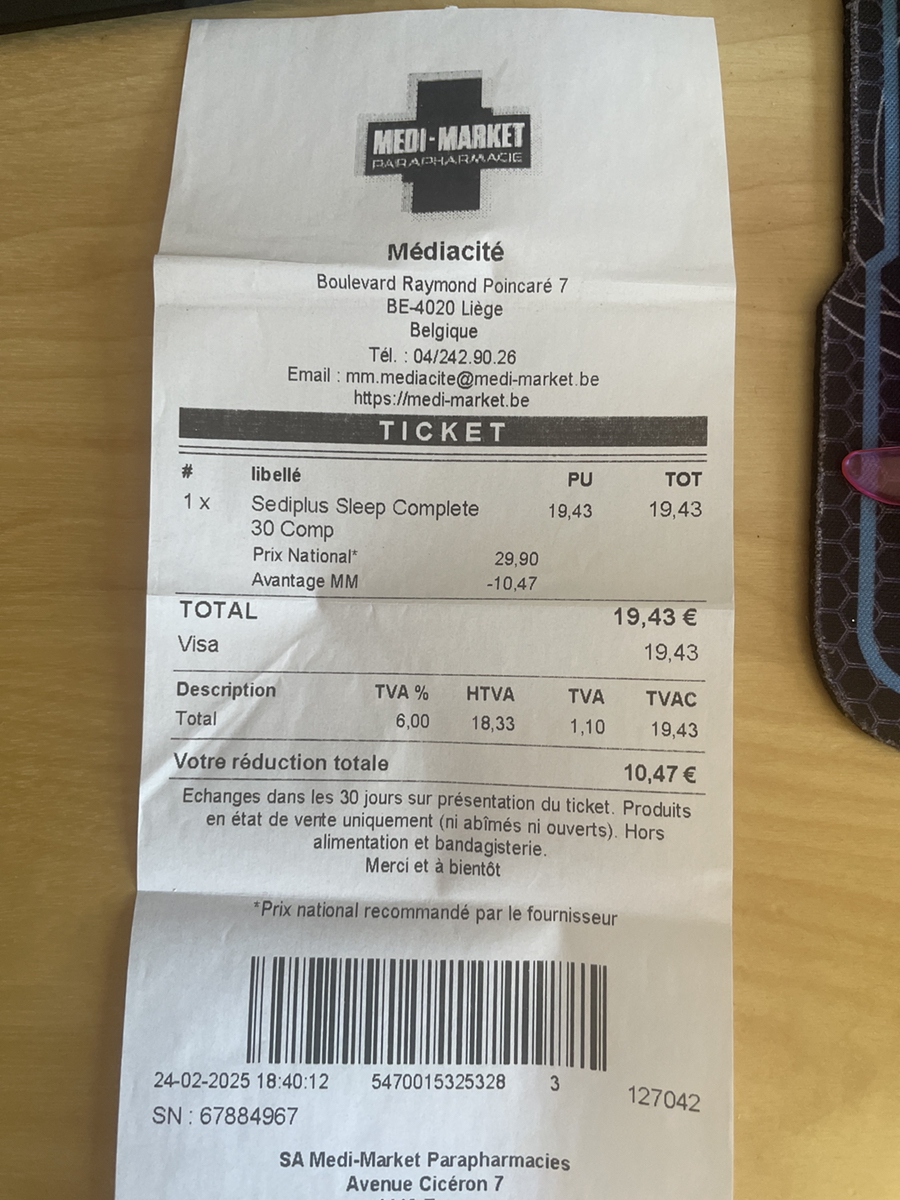 MEDI-MARKET
PARAPHARMACIE
Médiacité
Boulevard Raymond Poincaré 7
BE-4020 Liège
Belgique
Tél. : 04/242.90.26
Email : mm.mediacite@medi-market.be
https://medi-market.be
TICKET
# libellé PU TOT
1 x Sediplus Sleep Complete 19,43 19,43
30 Comp
Prix National* 29,90
Avantage MM -10,47
TOTAL 19,43 €
Visa 19,43
Description TVA % HTVA TVA TVAC
Total 6,00 18,33 1,10 19,43
Votre réduction totale 10,47 €
Echanges dans les 30 jours sur présentation du ticket. Produits
en état de vente uniquement (ni abîmés ni ouverts). Hors
alimentation et bandagisterie.
Merci et à bientôt
*Prix national recommandé par le fournisseur
24-02-2025 18:40:12 5470015325328 3 127042
SN : 67884967
SA Medi-Market Parapharmacies
Avenue Cicéron 7